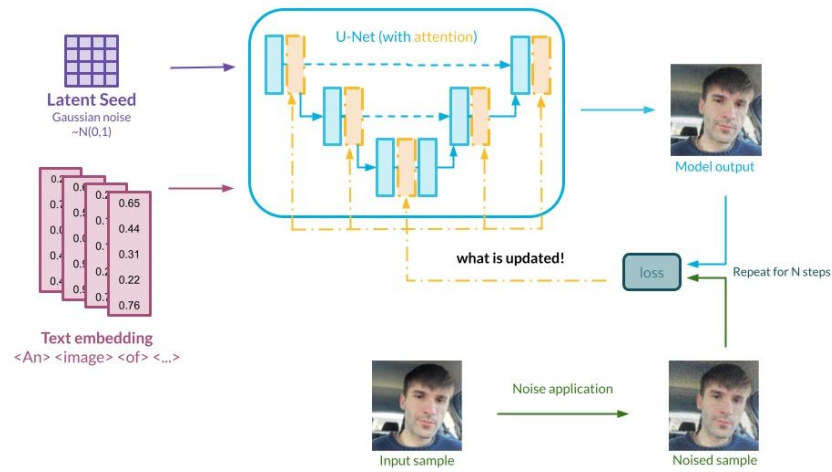 U-Net (with attention)
Latent Seed
Gaussian noise
~N(0,1)
Model output
0.65
0.44
0.31
0.22
0.76
what is updated!
loss
Repeat for N steps
Text embedding
<An> <image> <of> <...>
Noise application
Input sample
Noised sample